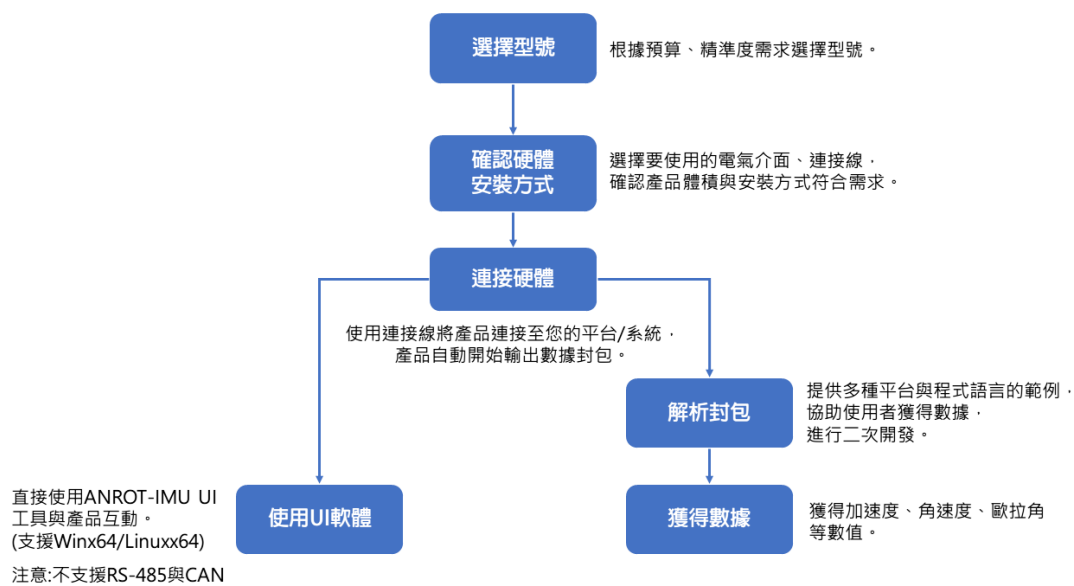 選擇型號
根據預算、精準度需求選擇型號。
確認硬體
安裝方式
選擇要使用的電氣介面、連接線，
確認產品體積與安裝方式符合需求。
連接硬體
使用連接線將產品連接至您的平台/系統，
產品自動開始輸出數據封包。
解析封包
提供多種平台與程式語言的範例，
協助使用者獲得數據，
進行二次開發。
直接使用ANROT-IMU UI
工具與產品互動。
(支援Winx64/Linuxx64)
注意:不支援RS-485與CAN
使用UI軟體
獲得數據
獲得加速度、角速度、歐拉角
等數值。